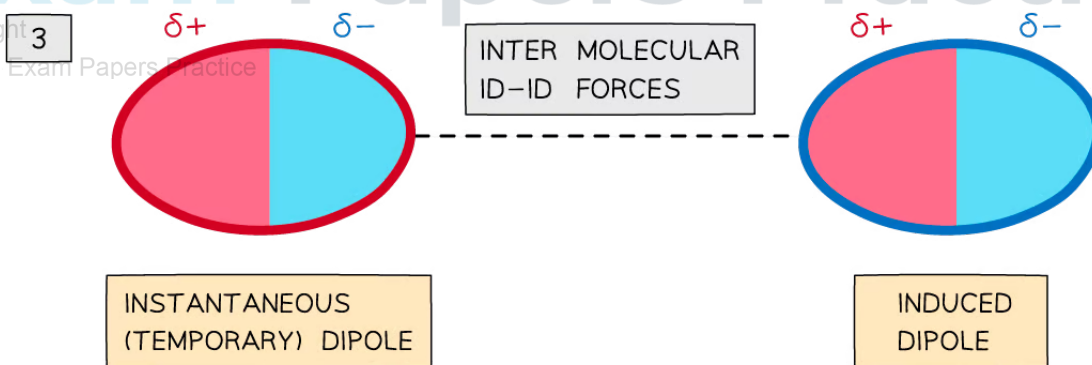 3
δ+ δ− δ+ δ−
INTER MOLECULAR
ID−ID FORCES
Exam Papers Practice
INSTANTANEOUS
(TEMPORARY) DIPOLE
INDUCED
DIPOLE